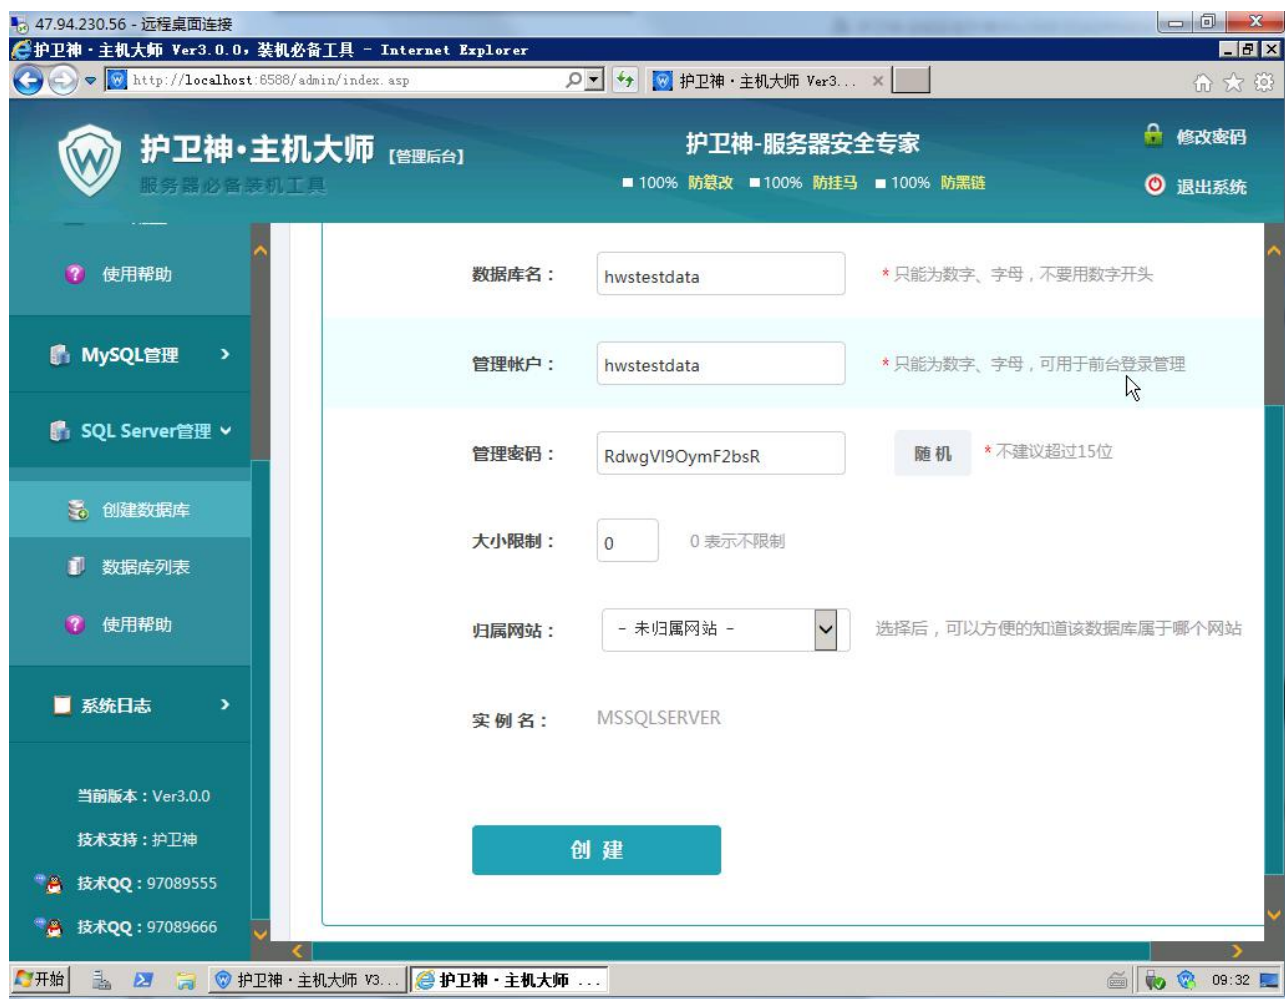 47.94.230.56 - 远程桌面连接
护卫神·主机大师 Ver3.0.0，装机必备工具 - Internet Explorer
http://localhost:6588/admin/index.asp
护卫神·主机大师 Ver3...
护卫神·主机大师 [管理后台]
服务器必备装机工具
护卫神-服务器安全专家
100% 防篡改 100% 防挂马 100% 防黑链
修改密码
退出系统
使用帮助
MySQL管理
SQL Server管理
创建数据库
数据库列表
使用帮助
系统日志
当前版本：Ver3.0.0
技术支持：护卫神
技术QQ：97089555
技术QQ：97089666
数据库名： hwstestdata * 只能为数字、字母，不要用数字开头
管理帐户： hwstestdata * 只能为数字、字母，可用于前台登录管理
管理密码： RdwgVI9OymF2bsR 随机 * 不建议超过15位
大小限制： 0 0 表示不限制
归属网站： - 未归属网站 - 选择后，可以方便的知道该数据库属于哪个网站
实例名： MSSQLSERVER
创建
开始 护卫神·主机大师 V3... 护卫神·主机大师 ... 09:32